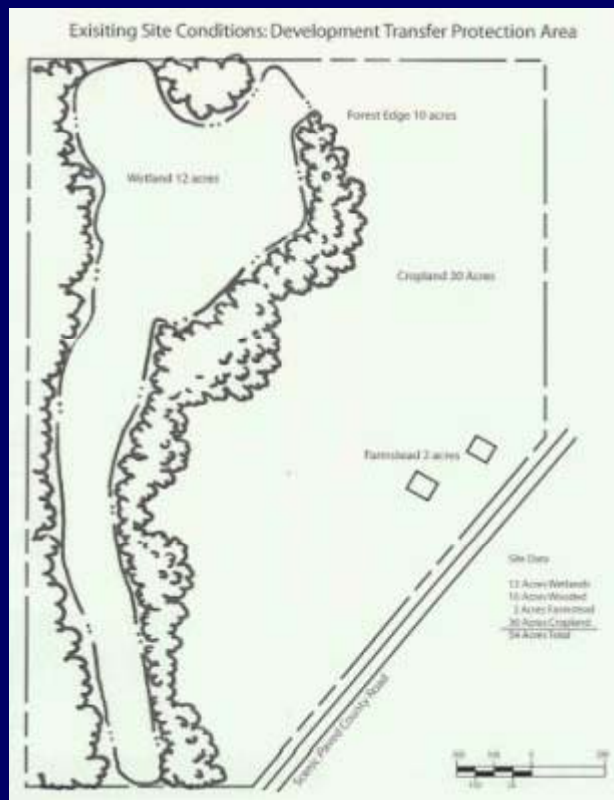 Exisiting Site Conditions: Development Transfer Protection Area
Forest Edge 10 acres
Wetland 12 acres
Cropland 30 Acres
Farmstead 2 acres
Site Data
12 Acres Wetlands
10 Acres Wooded
2 Acres Farmstead
30 Acres Cropland
54 Acres Total
Scenic Paved County Road
0